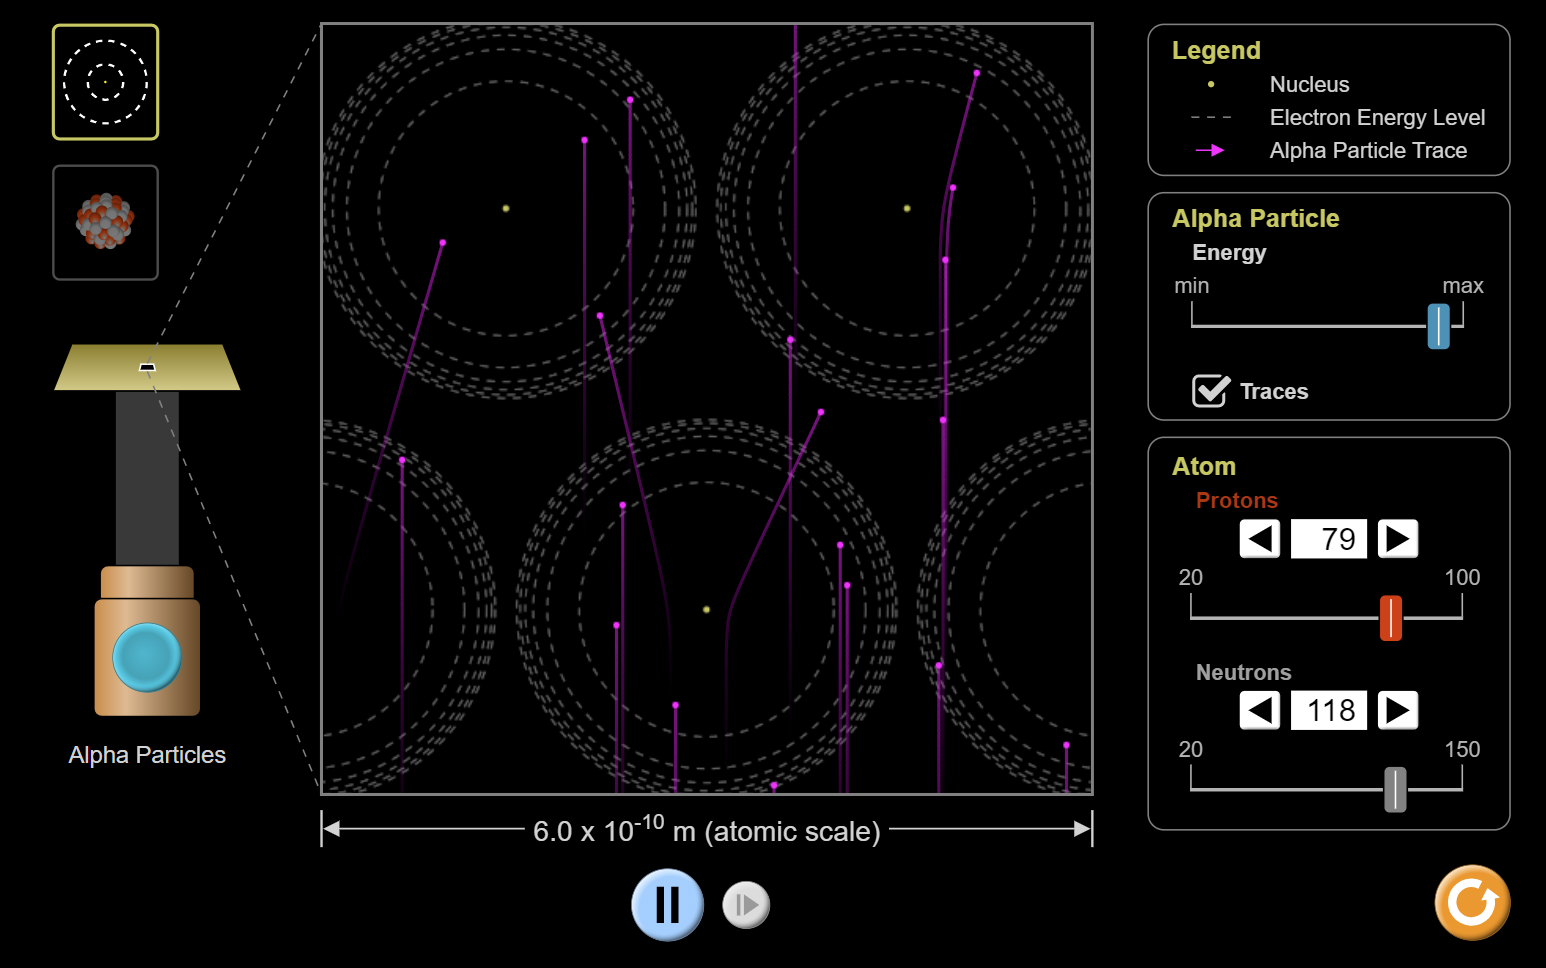 Legend
Nucleus
Electron Energy Level
Alpha Particle Trace
Alpha Particle
Energy
min max
Traces
Atom
Protons
79
20 100
Neutrons
118
20 150
Alpha Particles
6.0 x 10⁻¹⁰ m (atomic scale)